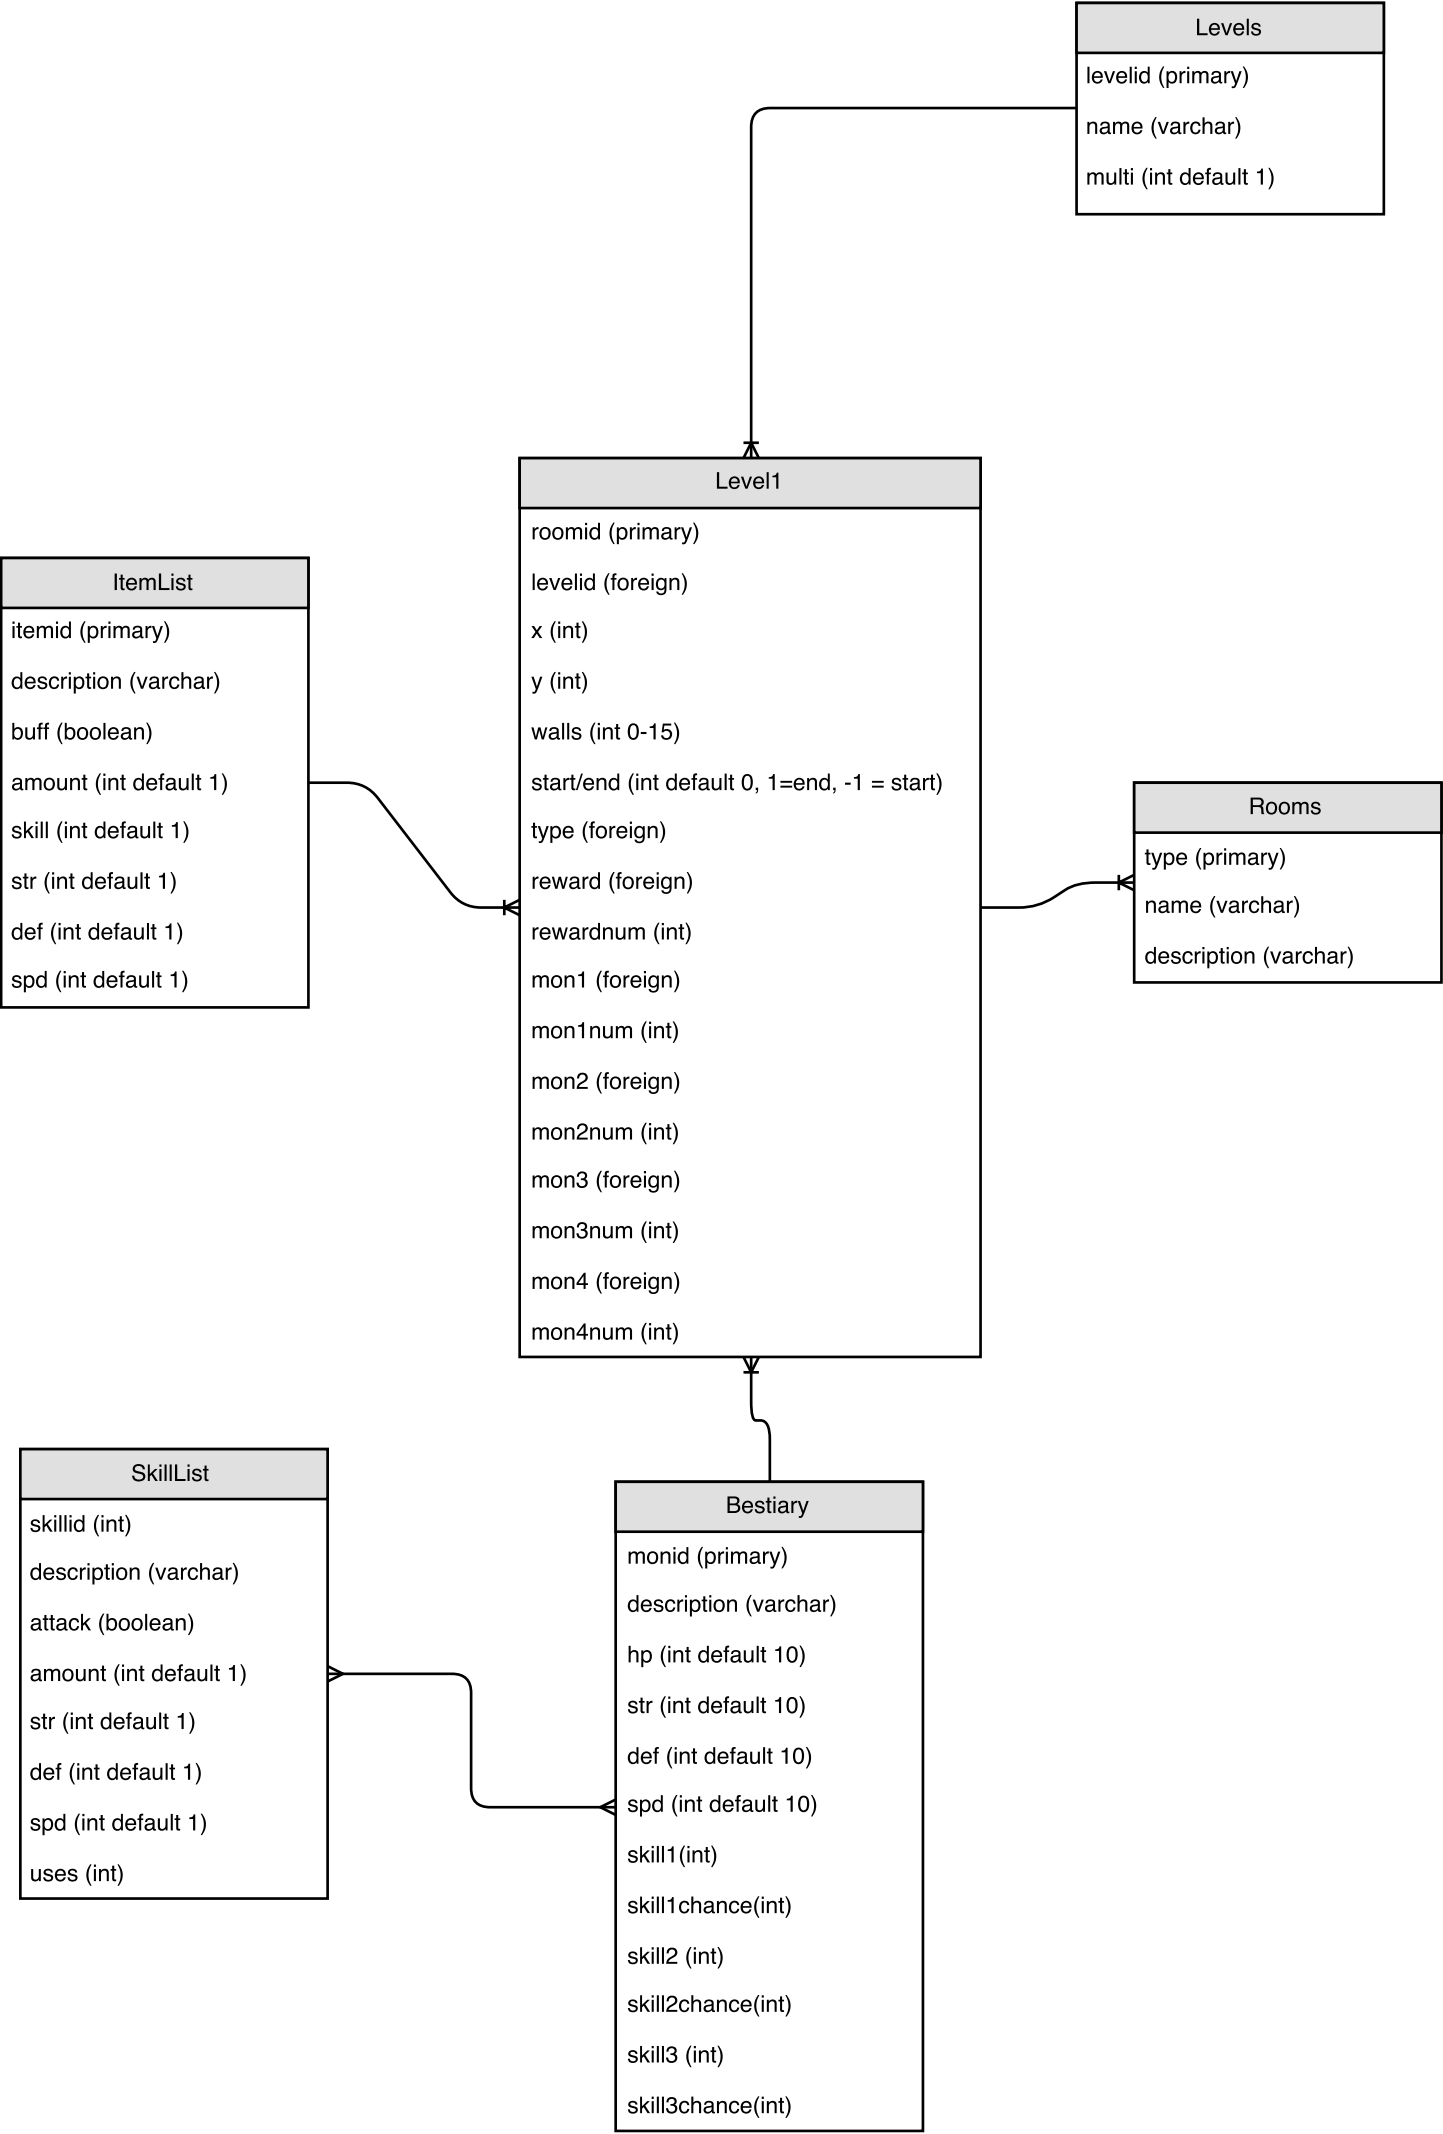 Levels
levelid (primary)
name (varchar)
multi (int default 1)
Level1
roomid (primary)
levelid (foreign)
x (int)
y (int)
walls (int 0-15)
start/end (int default 0, 1=end, -1 = start)
type (foreign)
reward (foreign)
rewardnum (int)
mon1 (foreign)
mon1num (int)
mon2 (foreign)
mon2num (int)
mon3 (foreign)
mon3num (int)
mon4 (foreign)
mon4num (int)
ItemList
itemid (primary)
description (varchar)
buff (boolean)
amount (int default 1)
skill (int default 1)
str (int default 1)
def (int default 1)
spd (int default 1)
Rooms
type (primary)
name (varchar)
description (varchar)
SkillList
skillid (int)
description (varchar)
attack (boolean)
amount (int default 1)
str (int default 1)
def (int default 1)
spd (int default 1)
uses (int)
Bestiary
monid (primary)
description (varchar)
hp (int default 10)
str (int default 10)
def (int default 10)
spd (int default 10)
skill1(int)
skill1chance(int)
skill2 (int)
skill2chance(int)
skill3 (int)
skill3chance(int)